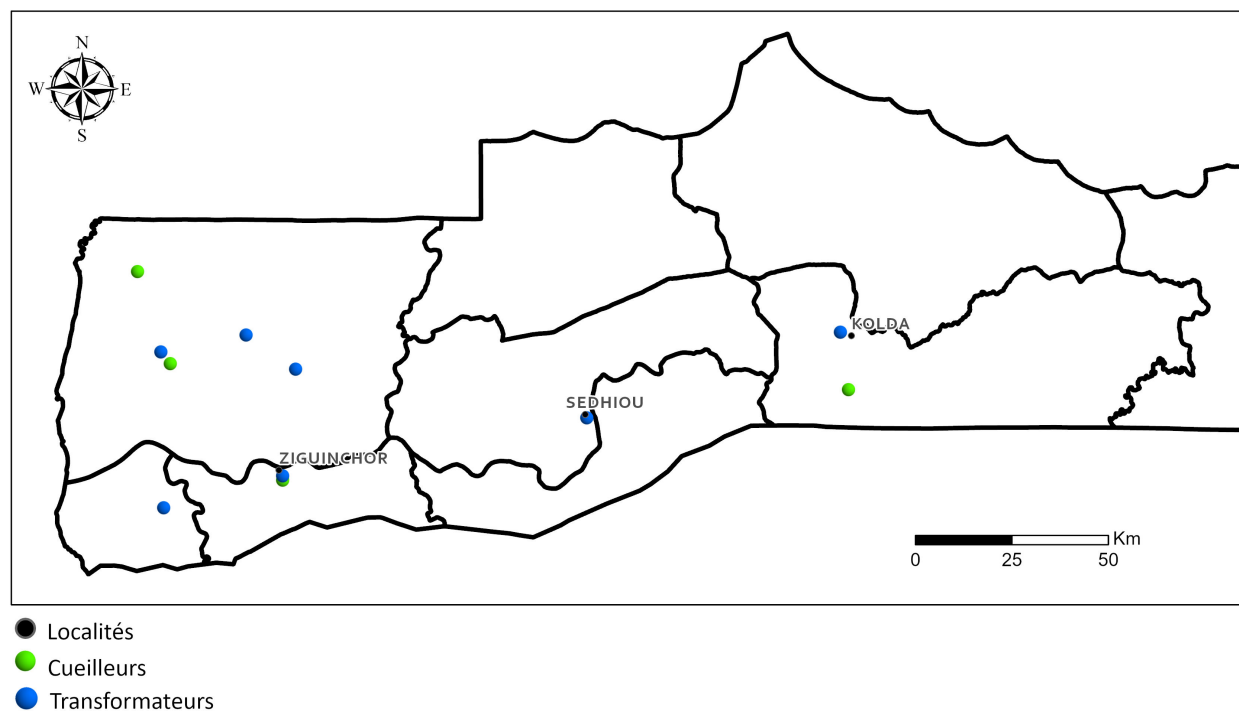 N
W E
S
KOLDA
SEDHIOU
ZIGUINCHOR
Km
0 25 50
Localités
Cueilleurs
Transformateurs